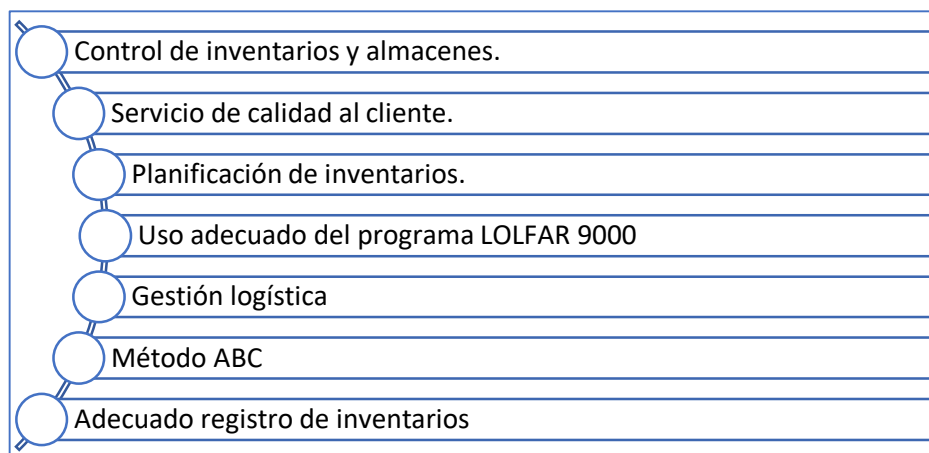 Control de inventarios y almacenes.
Servicio de calidad al cliente.
Planificación de inventarios.
Uso adecuado del programa LOLFAR 9000
Gestión logística
Método ABC
Adecuado registro de inventarios